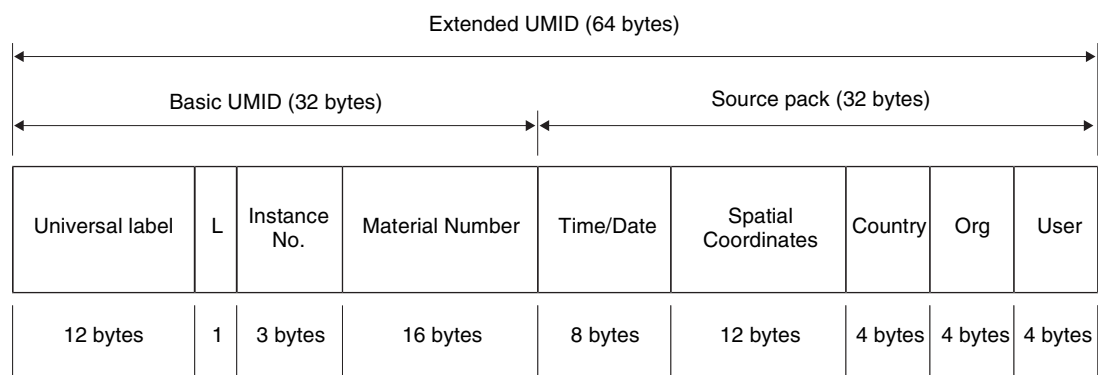 Extended UMID (64 bytes)
Basic UMID (32 bytes)
Source pack (32 bytes)
Universal label
L
Instance
No.
Material Number
Time/Date
Spatial
Coordinates
Country
Org
User
12 bytes
1
3 bytes
16 bytes
8 bytes
12 bytes
4 bytes
4 bytes
4 bytes